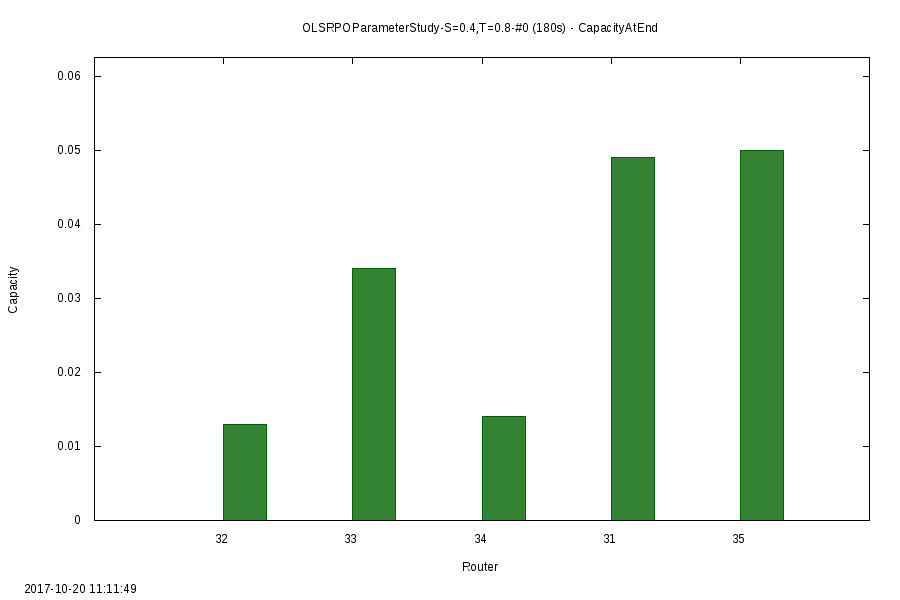 OLSRPOParameterStudy-S=0.4,T=0.8-#0 (180s) - CapacityAtEnd
0.06
0.05
0.04
0.03
0.02
0.01
0
Capacity
32 33 34 31 35
Router
2017-10-20 11:11:49